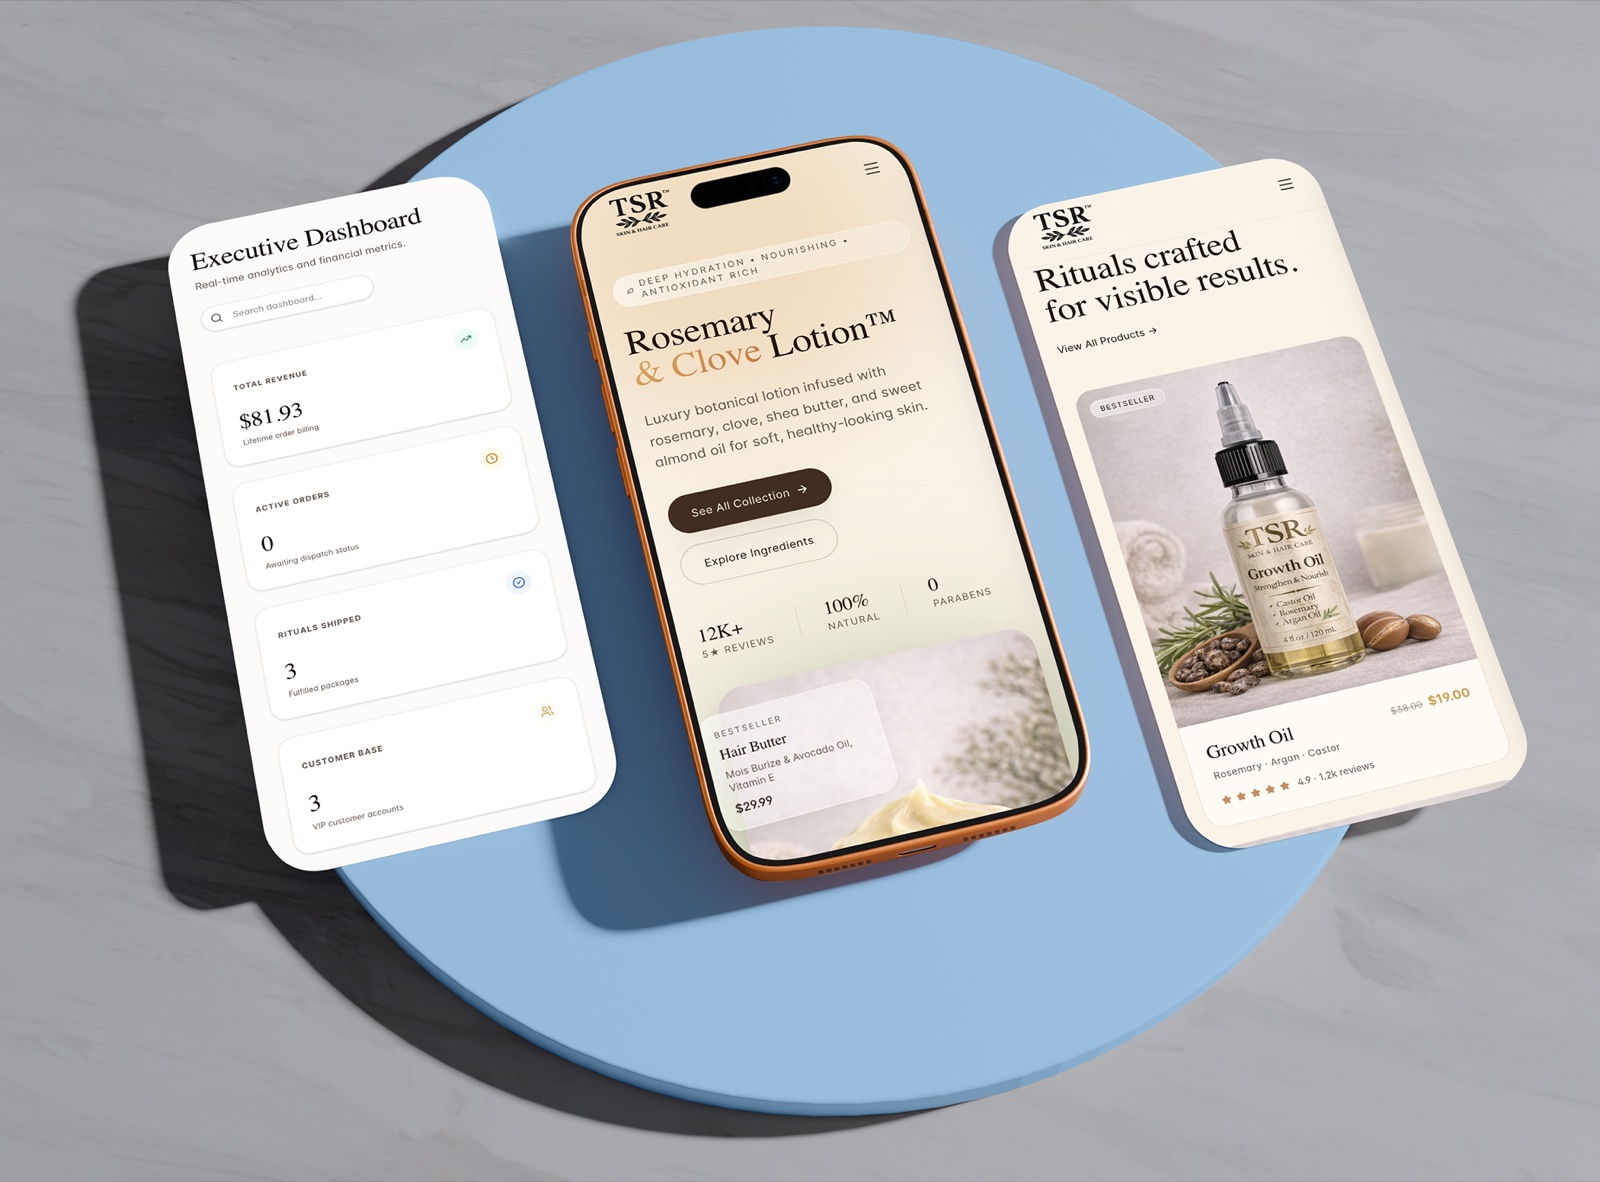 Executive Dashboard
Real-time analytics and financial metrics.
Search dashboard...
TOTAL REVENUE
$81.93
Lifetime order billing
ACTIVE ORDERS
0
Awaiting dispatch status
RITUALS SHIPPED
3
Fulfilled packages
CUSTOMER BASE
3
VIP customer accounts
TSR™
SKIN & HAIR CARE
DEEP HYDRATION • NOURISHING •
ANTIOXIDANT RICH
Rosemary
& Clove Lotion™
Luxury botanical lotion infused with
rosemary, clove, shea butter, and sweet
almond oil for soft, healthy-looking skin.
See All Collection →
Explore Ingredients
12K+
5★ REVIEWS
100%
NATURAL
0
PARABENS
BESTSELLER
Hair Butter
Mois Burize & Avocado Oil,
Vitamin E
$29.99
TSR™
SKIN & HAIR CARE
Rituals crafted
for visible results.
View All Products →
BESTSELLER
TSR
SKIN & HAIR CARE
Growth Oil
Strengthen & Nourish
Castor Oil
Rosemary
Argan Oil
4 fl oz / 120 mL
$38.00 $19.00
Growth Oil
Rosemary · Argan · Castor
★★★★★ 4.9 · 1.2k reviews